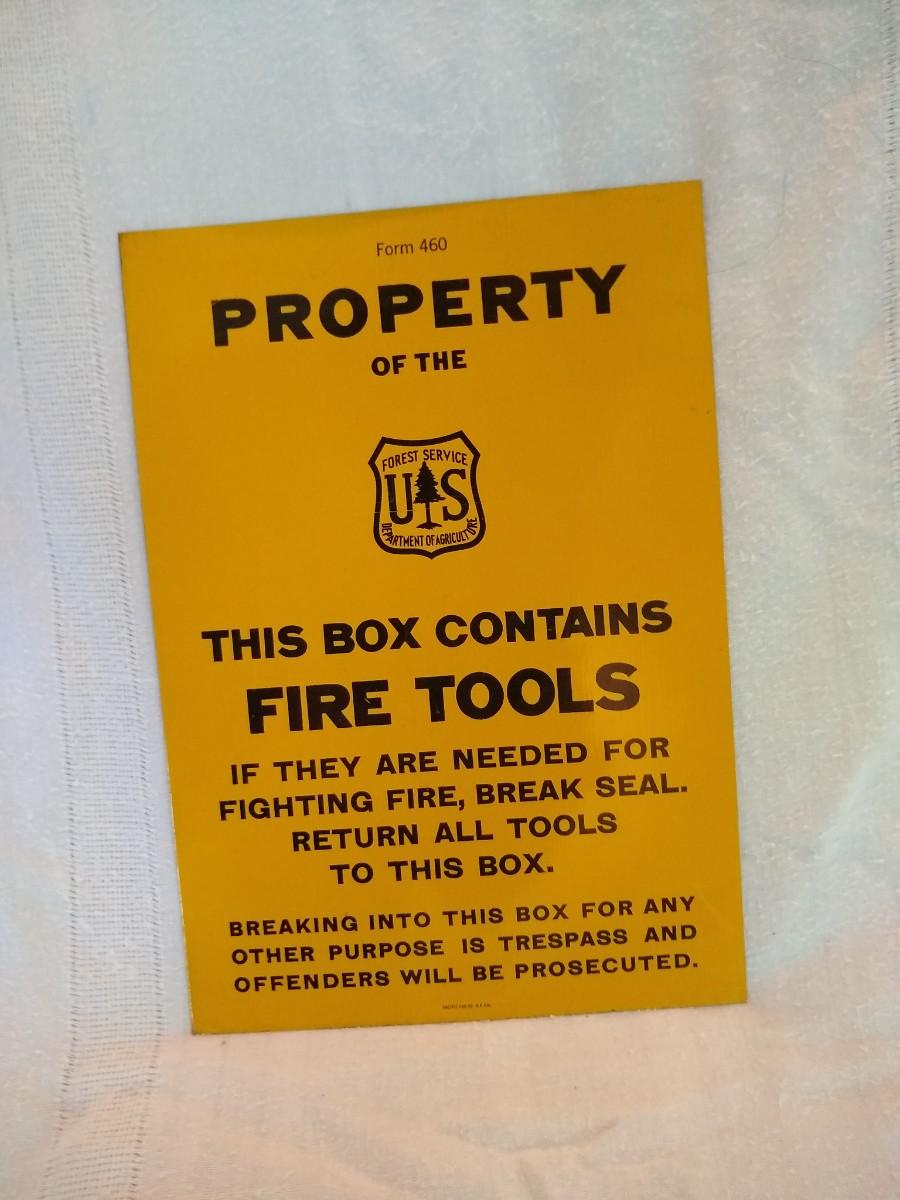 Form 460
PROPERTY
OF THE
FOREST SERVICE
US
DEPARTMENT OF AGRICULTURE
THIS BOX CONTAINS
FIRE TOOLS
IF THEY ARE NEEDED FOR
FIGHTING FIRE, BREAK SEAL.
RETURN ALL TOOLS
TO THIS BOX.
BREAKING INTO THIS BOX FOR ANY
OTHER PURPOSE IS TRESPASS AND
OFFENDERS WILL BE PROSECUTED.